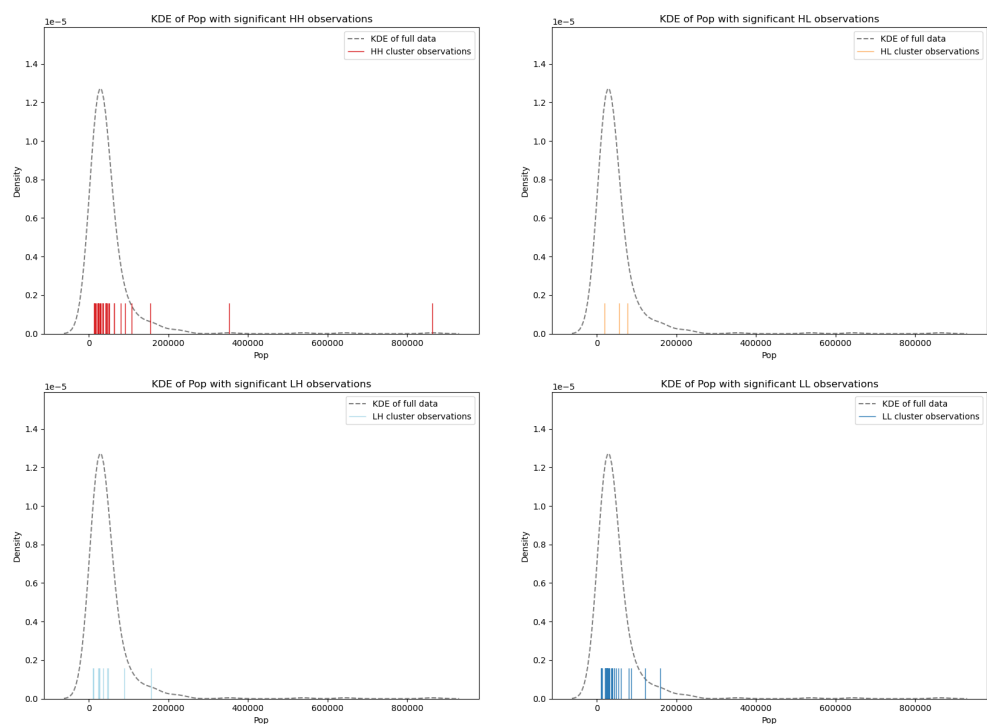 KDE of Pop with significant HH observations
1e−5
KDE of full data
HH cluster observations
1.4
1.2
1.0
0.8
0.6
0.4
0.2
0.0
Density
0 200000 400000 600000 800000
Pop
KDE of Pop with significant HL observations
1e−5
KDE of full data
HL cluster observations
1.4
1.2
1.0
0.8
0.6
0.4
0.2
0.0
Density
0 200000 400000 600000 800000
Pop
KDE of Pop with significant LH observations
1e−5
KDE of full data
LH cluster observations
1.4
1.2
1.0
0.8
0.6
0.4
0.2
0.0
Density
0 200000 400000 600000 800000
Pop
KDE of Pop with significant LL observations
1e−5
KDE of full data
LL cluster observations
1.4
1.2
1.0
0.8
0.6
0.4
0.2
0.0
Density
0 200000 400000 600000 800000
Pop